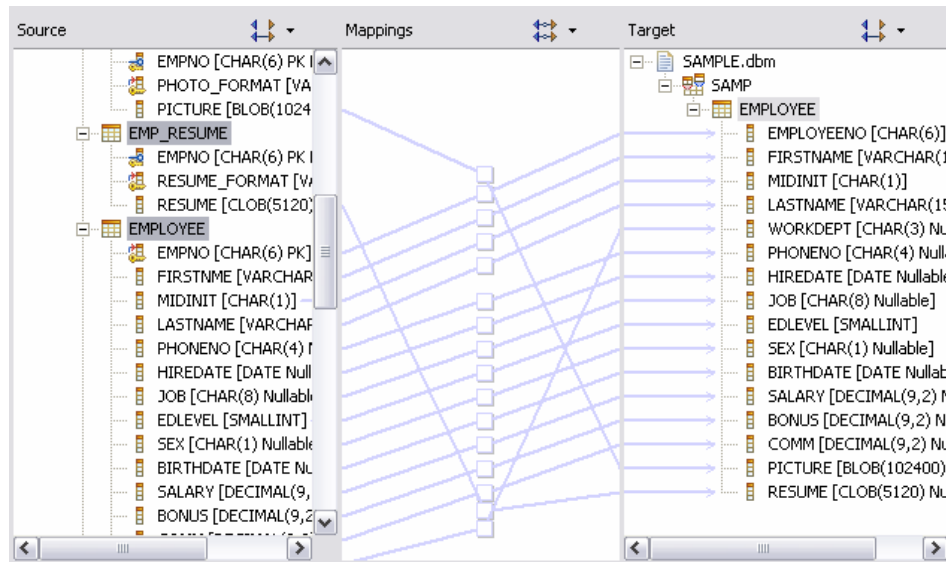 Source
Mappings
Target
EMPNO [CHAR(6) PK
PHOTO_FORMAT [VA
PICTURE [BLOB(1024
EMP_RESUME
EMPNO [CHAR(6) PK
RESUME_FORMAT [VA
RESUME [CLOB(5120)
EMPLOYEE
EMPNO [CHAR(6) PK]
FIRSTNME [VARCHAR
MIDINIT [CHAR(1)]
LASTNAME [VARCHAR
PHONENO [CHAR(4)
HIREDATE [DATE Null
JOB [CHAR(8) Nullable
EDLEVEL [SMALLINT]
SEX [CHAR(1) Nullable
BIRTHDATE [DATE Nu
SALARY [DECIMAL(9,
BONUS [DECIMAL(9,2
SAMPLE.dbm
SAMP
EMPLOYEE
EMPLOYEENO [CHAR(6)]
FIRSTNAME [VARCHAR(1
MIDINIT [CHAR(1)]
LASTNAME [VARCHAR(15
WORKDEPT [CHAR(3) Nu
PHONENO [CHAR(4) Nulla
HIREDATE [DATE Nullable
JOB [CHAR(8) Nullable]
EDLEVEL [SMALLINT]
SEX [CHAR(1) Nullable]
BIRTHDATE [DATE Nullab
SALARY [DECIMAL(9,2) N
BONUS [DECIMAL(9,2) N
COMM [DECIMAL(9,2) Nu
PICTURE [BLOB(102400)
RESUME [CLOB(5120) Nu